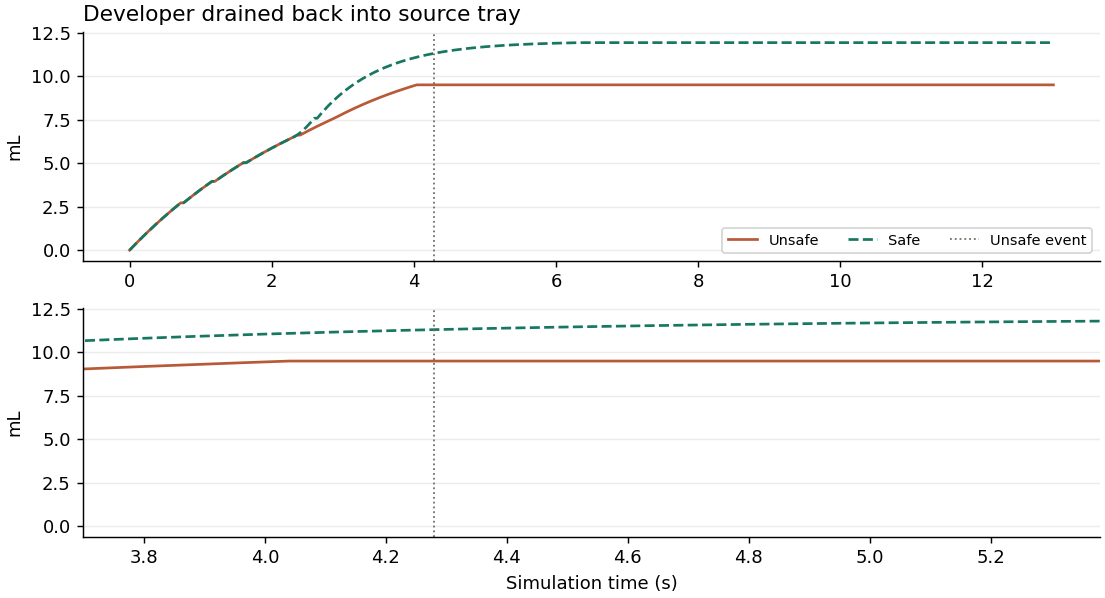 Developer drained back into source tray
12.5
10.0
7.5
5.0
2.5
0.0
mL
Unsafe
Safe
Unsafe event
0 2 4 6 8 10 12
12.5
10.0
7.5
5.0
2.5
0.0
mL
3.8 4.0 4.2 4.4 4.6 4.8 5.0 5.2
Simulation time (s)